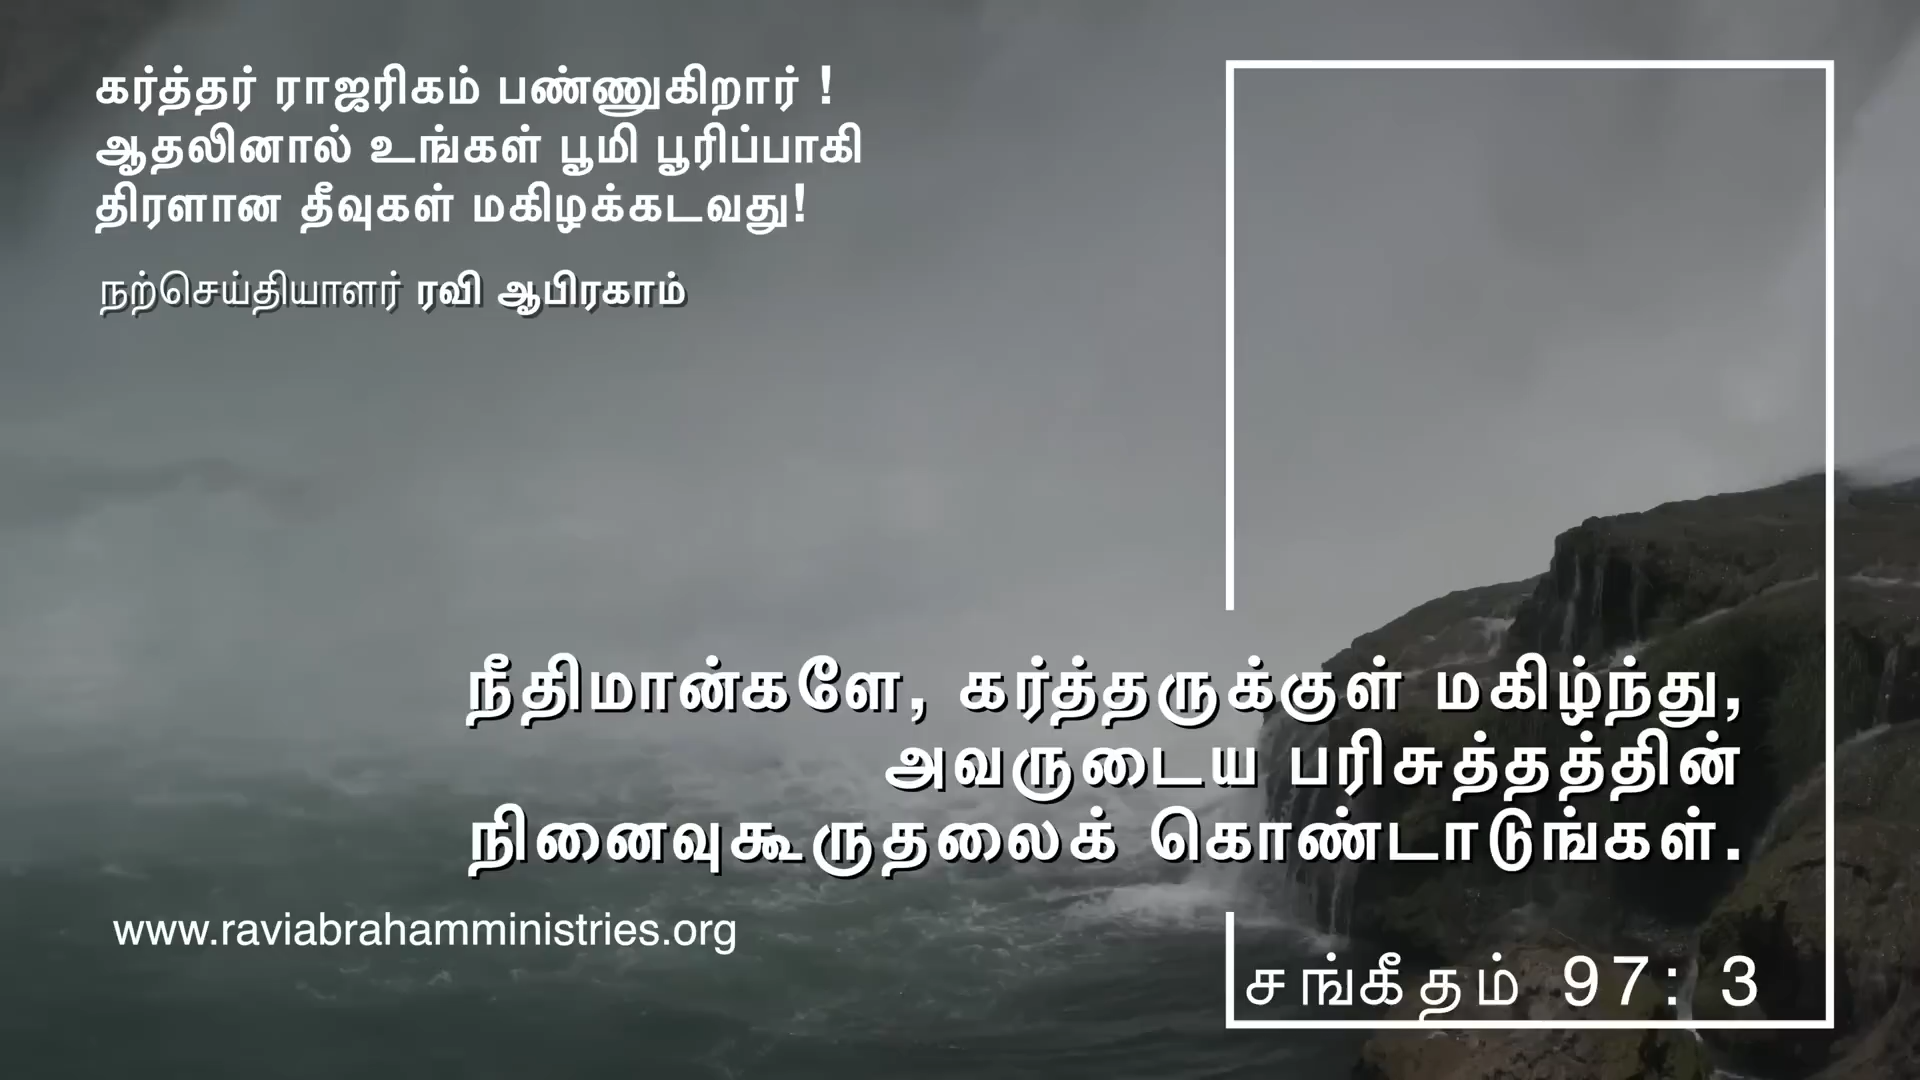 கர்த்தர் ராஜரிகம் பண்ணுகிறார் !
ஆதலினால் உங்கள் பூமி பூரிப்பாகி
திரளான தீவுகள் மகிழக்கடவது!
நற்செய்தியாளர் ரவி ஆபிரகாம்
நீதிமான்களே, கர்த்தருக்குள் மகிழ்ந்து,
அவருடைய பரிசுத்தத்தின்
நினைவுகூருதலைக் கொண்டாடுங்கள்.
www.raviabrahamministries.org
சங்கீதம் 97: 3